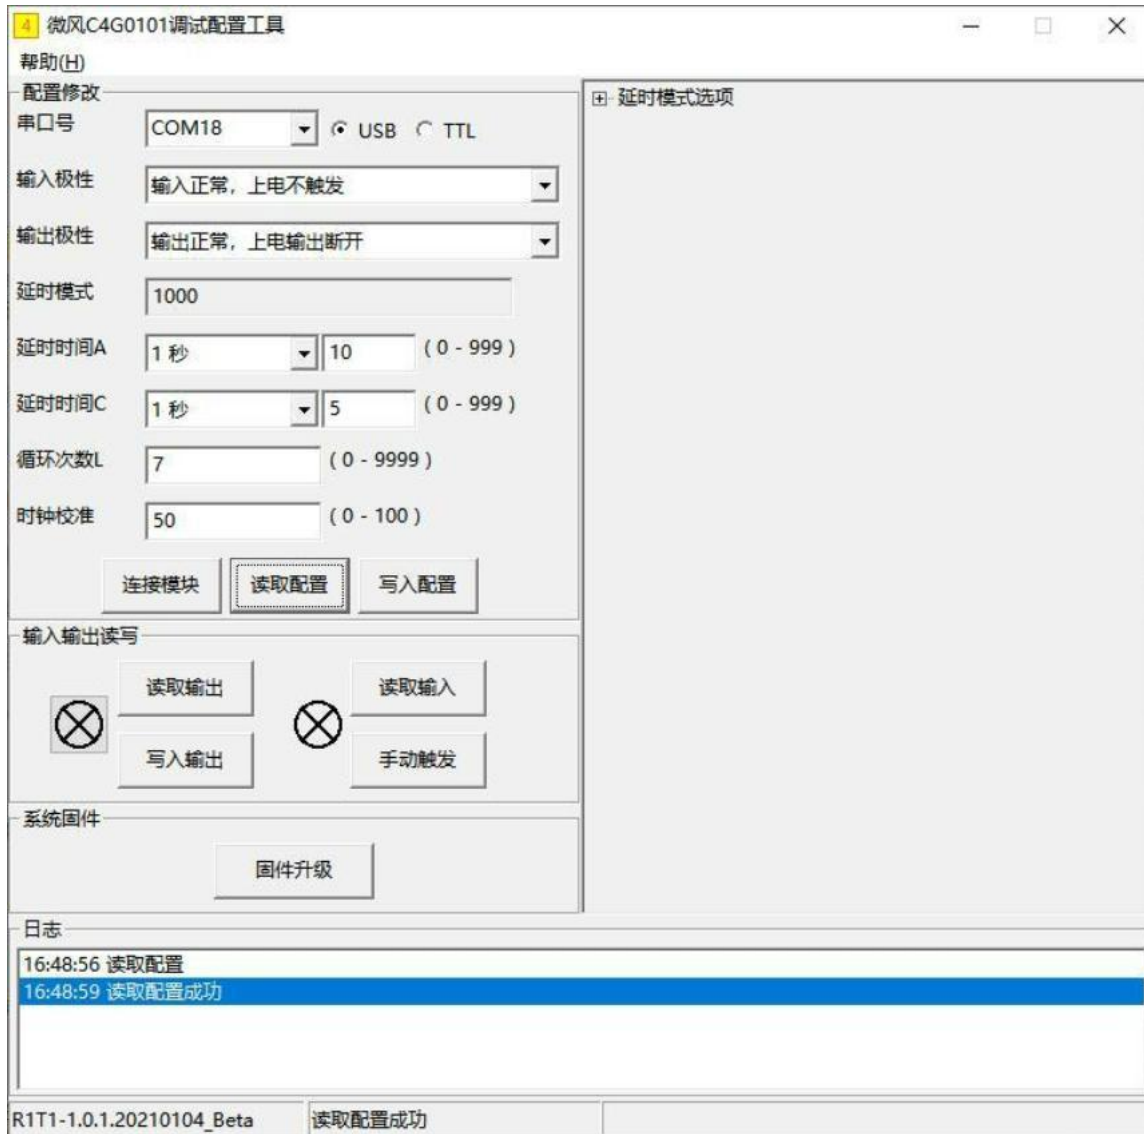 4 微风C4G0101调试配置工具
帮助(H)
配置修改
串口号 COM18 USB TTL
输入极性 输入正常，上电不触发
输出极性 输出正常，上电输出断开
延时模式 1000
延时时间A 1 秒 10 ( 0 - 999 )
延时时间C 1 秒 5 ( 0 - 999 )
循环次数L 7 ( 0 - 9999 )
时钟校准 50 ( 0 - 100 )
连接模块 读取配置 写入配置
输入输出读写
读取输出 读取输入
写入输出 手动触发
系统固件
固件升级
延时模式选项
日志
16:48:56 读取配置
16:48:59 读取配置成功
R1T1-1.0.1.20210104_Beta 读取配置成功